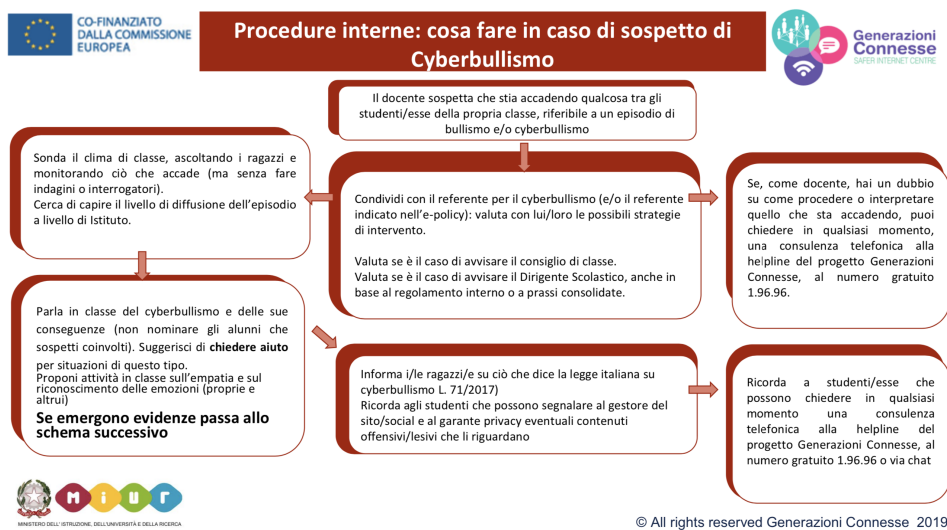 CO-FINANZIATO
DALLA COMMISSIONE
EUROPEA
Procedure interne: cosa fare in caso di sospetto di
Cyberbullismo
Generazioni
Connesse
SAFER INTERNET CENTRE
Il docente sospetta che stia accadendo qualcosa tra gli
studenti/esse della propria classe, riferibile a un episodio di
bullismo e/o cyberbullismo
Sonda il clima di classe, ascoltando i ragazzi e
monitorando ciò che accade (ma senza fare
indagini o interrogatori).
Cerca di capire il livello di diffusione dell'episodio
a livello di Istituto.
Condividi con il referente per il cyberbullismo (e/o il referente
indicato nell'e-policy): valuta con lui/loro le possibili strategie
di intervento.
Valuta se è il caso di avvisare il consiglio di classe.
Valuta se è il caso di avvisare il Dirigente Scolastico, anche in
base al regolamento interno o a prassi consolidate.
Se, come docente, hai un dubbio
su come procedere o interpretare
quello che sta accadendo, puoi
chiedere in qualsiasi momento,
una consulenza telefonica alla
helpline del progetto Generazioni
Connesse, al numero gratuito
1.96.96.
Parla in classe del cyberbullismo e delle sue
conseguenze (non nominare gli alunni che
sospetti coinvolti). Suggerisci di chiedere aiuto
per situazioni di questo tipo.
Proponi attività in classe sull'empatia e sul
riconoscimento delle emozioni (proprie e
altrui)
Se emergono evidenze passa allo
schema successivo
Informa i/le ragazzi/e su ciò che dice la legge italiana su
cyberbullismo L. 71/2017)
Ricorda agli studenti che possono segnalare al gestore del
sito/social e al garante privacy eventuali contenuti
offensivi/lesivi che li riguardano
Ricorda a studenti/esse che
possono chiedere in qualsiasi
momento una consulenza
telefonica alla helpline del
progetto Generazioni Connesse, al
numero gratuito 1.96.96 o via chat
M i U r
MINISTERO DELL' ISTRUZIONE, DELL'UNIVERSITÀ E DELLA RICERCA
© All rights reserved Generazioni Connesse 2019